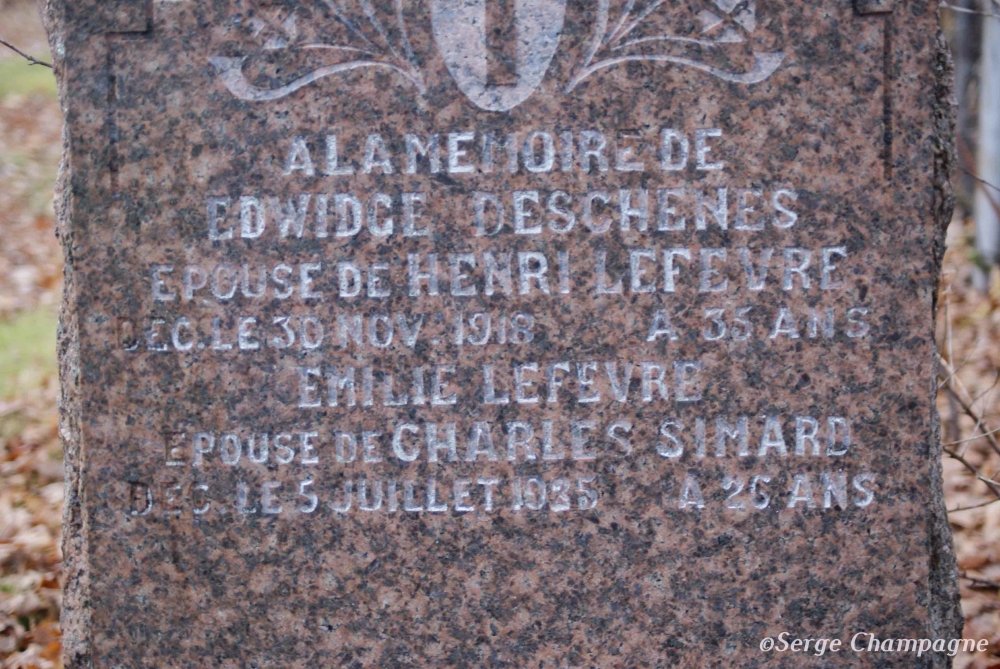 A LA MEMOIRE DE
EDWIDGE DESCHENES
EPOUSE DE HENRI LEFEVRE
DEC. LE 30 NOV. 1918 A 35 ANS
EMILIE LEFEVRE
EPOUSE DE CHARLES SIMARD
DEC. LE 5 JUILLET A 26 ANS
©Serge Champagne